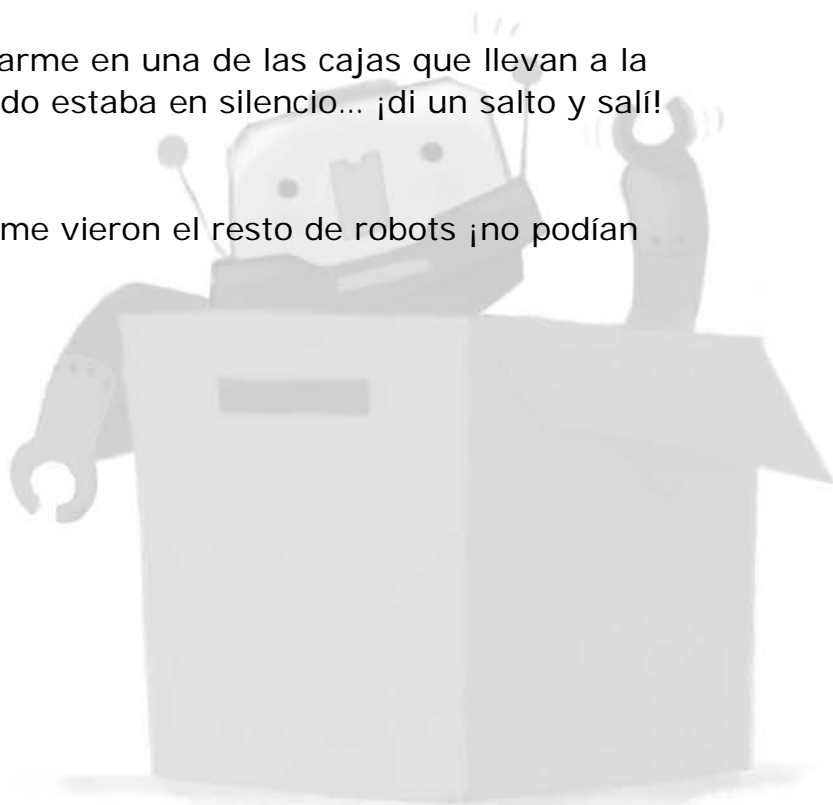 arme en una de las cajas que llevan a la
do estaba en silencio... ¡di un salto y salí!
me vieron el resto de robots ¡no podían